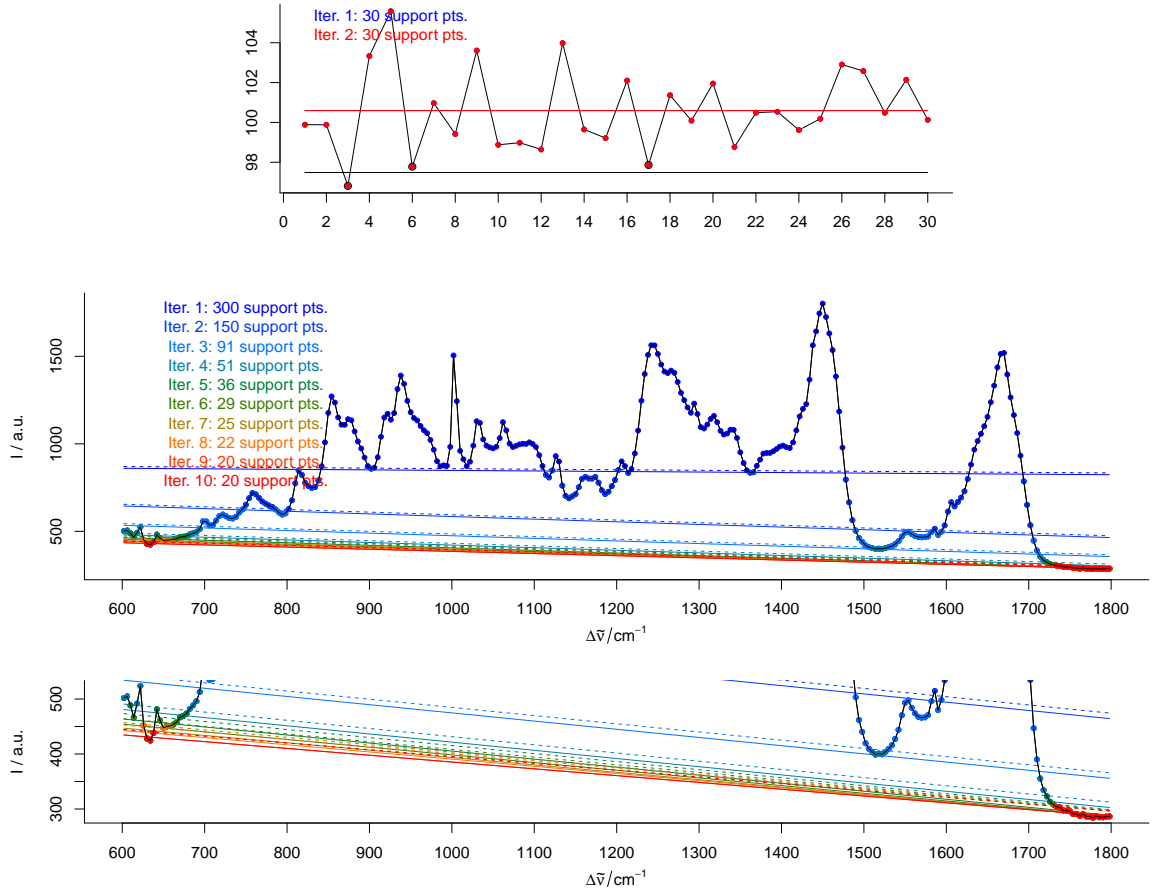 Iter. 1: 30 support pts.
Iter. 2: 30 support pts.
104
102
100
98
0 2 4 6 8 10 12 14 16 18 20 22 24 26 28 30
I / a.u.
1500
1000
500
Iter. 1: 300 support pts.
Iter. 2: 150 support pts.
Iter. 3: 91 support pts.
Iter. 4: 51 support pts.
Iter. 5: 36 support pts.
Iter. 6: 29 support pts.
Iter. 7: 25 support pts.
Iter. 8: 22 support pts.
Iter. 9: 20 support pts.
Iter. 10: 20 support pts.
600 700 800 900 1000 1100 1200 1300 1400 1500 1600 1700 1800
Δν̃/cm⁻¹
I / a.u.
500
400
300
600 700 800 900 1000 1100 1200 1300 1400 1500 1600 1700 1800
Δν̃/cm⁻¹